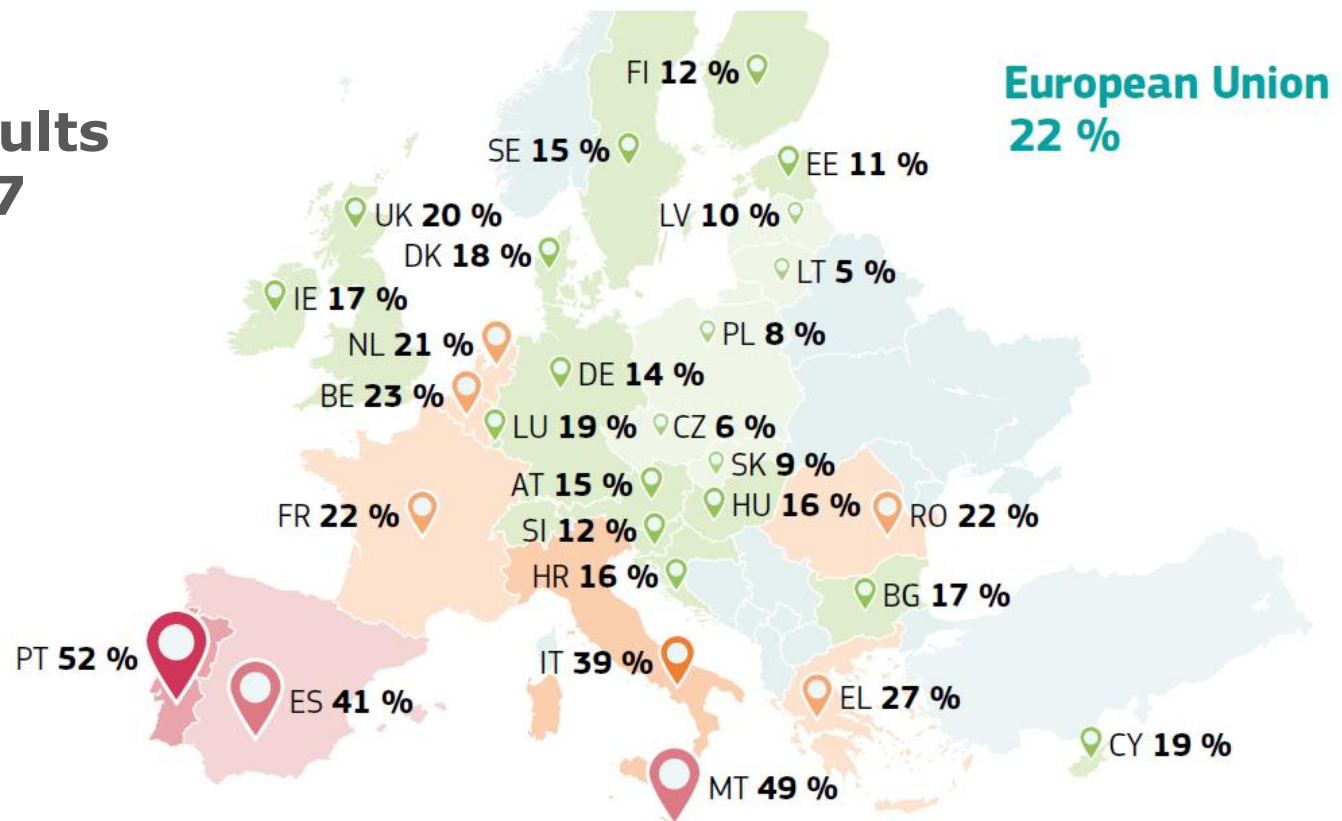 ults
7
European Union
22 %
FI 12 %
SE 15 %
EE 11 %
UK 20 %
LV 10 %
DK 18 %
LT 5 %
IE 17 %
PL 8 %
NL 21 %
DE 14 %
BE 23 %
LU 19 %
CZ 6 %
SK 9 %
AT 15 %
HU 16 %
FR 22 %
RO 22 %
SI 12 %
HR 16 %
BG 17 %
PT 52 %
IT 39 %
ES 41 %
EL 27 %
CY 19 %
MT 49 %